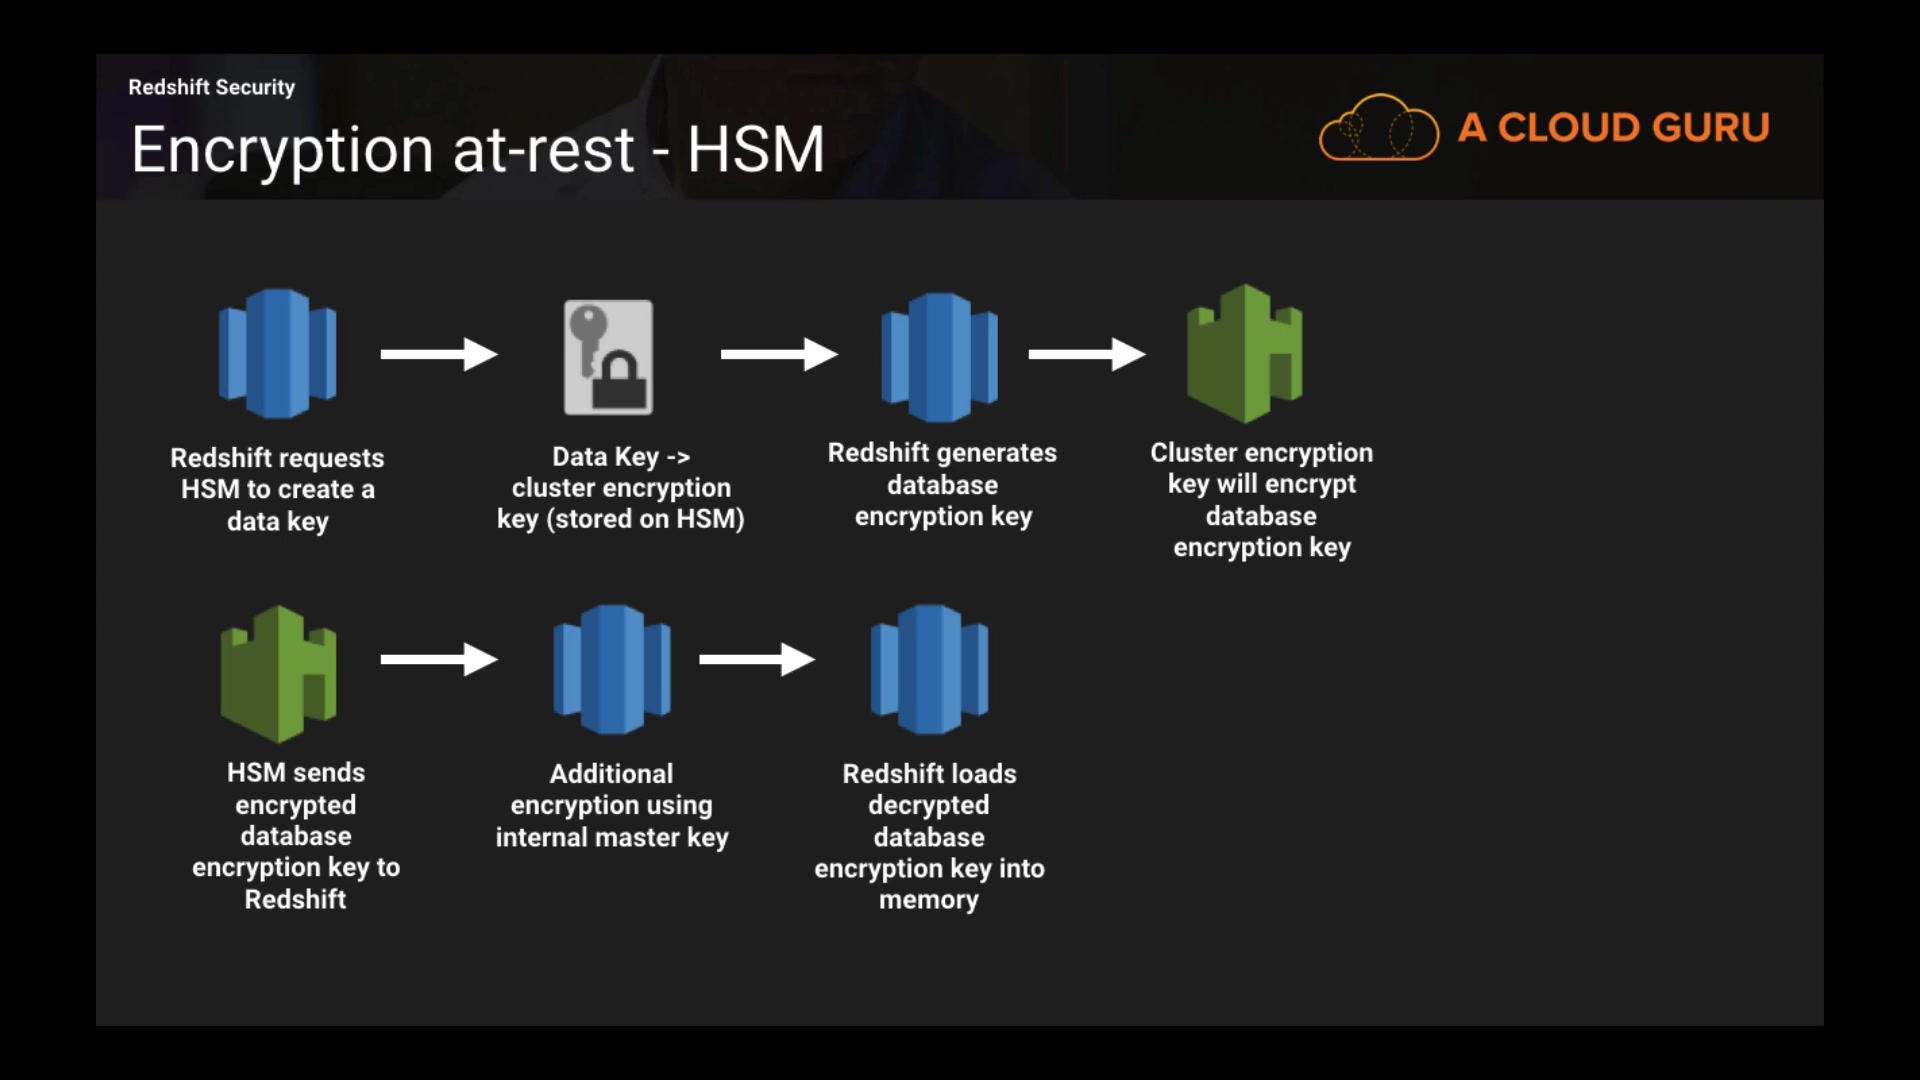 Redshift Security
Encryption at-rest - HSM
A CLOUD GURU
Redshift requests
HSM to create a
data key
Data Key ->
cluster encryption
key (stored on HSM)
Redshift generates
database
encryption key
Cluster encryption
key will encrypt
database
encryption key
HSM sends
encrypted
database
encryption key to
Redshift
Additional
encryption using
internal master key
Redshift loads
decrypted
database
encryption key into
memory